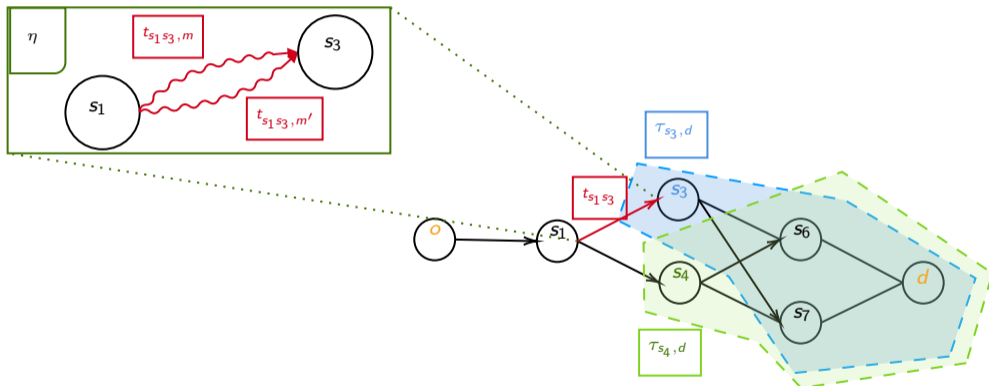 η
t_{s₁s₃,m}
s₃
s₁
t_{s₁s₃,m′}
τ_{s₃,d}
t_{s₁s₃}
s₃
o
s₁
s₆
s₄
d
s₇
τ_{s₄,d}